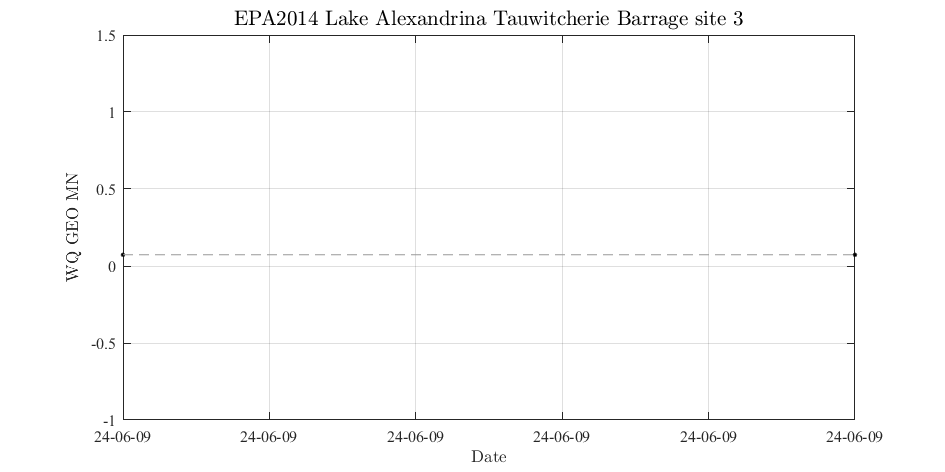 EPA2014 Lake Alexandrina Tauwitcherie Barrage site 3
1.5
1
0.5
0
-0.5
-1
WQ GEO MN
24-06-09 24-06-09 24-06-09 24-06-09 24-06-09 24-06-09
Date